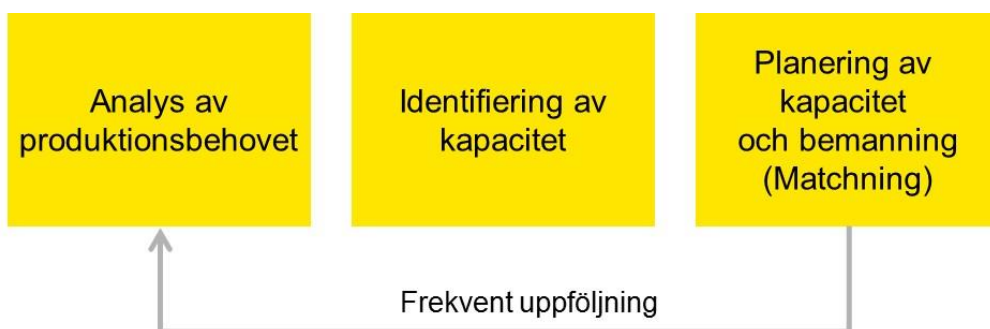 Analys av
produktionsbehovet
Identifiering av
kapacitet
Planering av
kapacitet
och bemanning
(Matchning)
Frekvent uppföljning